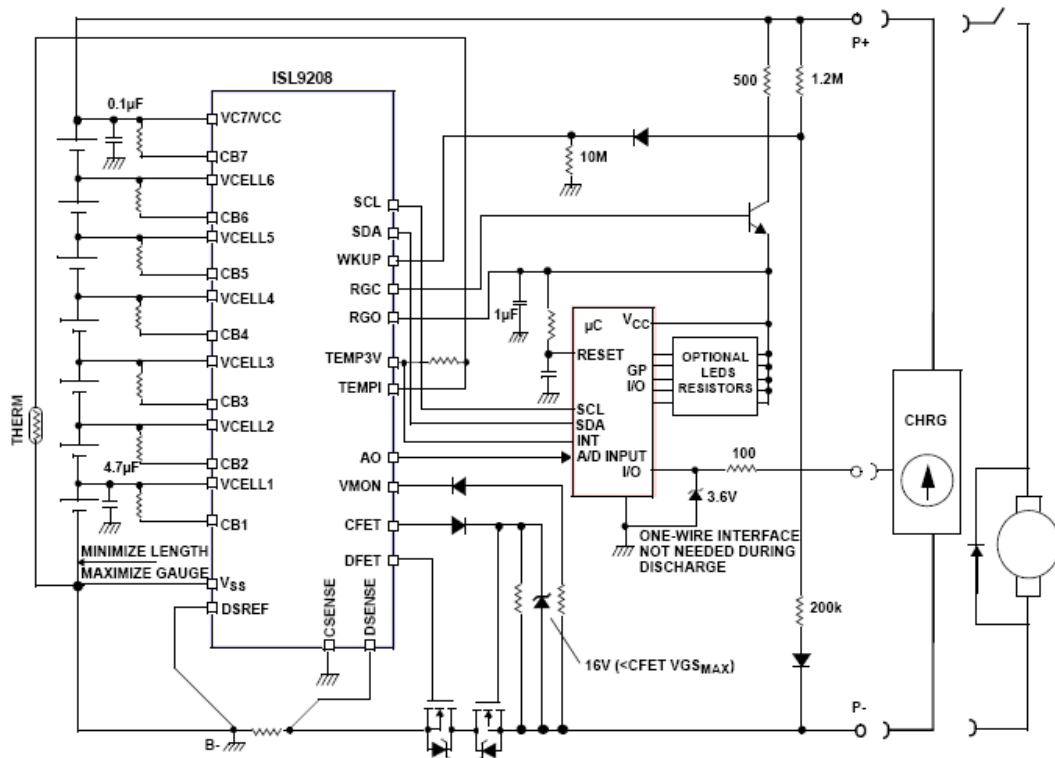 P+
ISL9208
500
1.2M
0.1µF
VC7/VCC
CB7
VCELL6
CB6
VCELL5
CB5
VCELL4
CB4
VCELL3
CB3
VCELL2
CB2
4.7µF
VCELL1
CB1
THERM
MINIMIZE LENGTH
MAXIMIZE GAUGE
VSS
DSREF
CSENSE
DSENSE
SCL
SDA
WKUP
RGC
RGO
TEMP3V
TEMPI
AO
VMON
CFET
DFET
10M
1µF
µC
VCC
RESET
GP
I/O
SCL
SDA
INT
A/D INPUT
I/O
OPTIONAL
LEDS
RESISTORS
100
3.6V
ONE-WIRE INTERFACE
NOT NEEDED DURING
DISCHARGE
CHRG
200k
16V (<CFET VGSMAX)
P-
B-